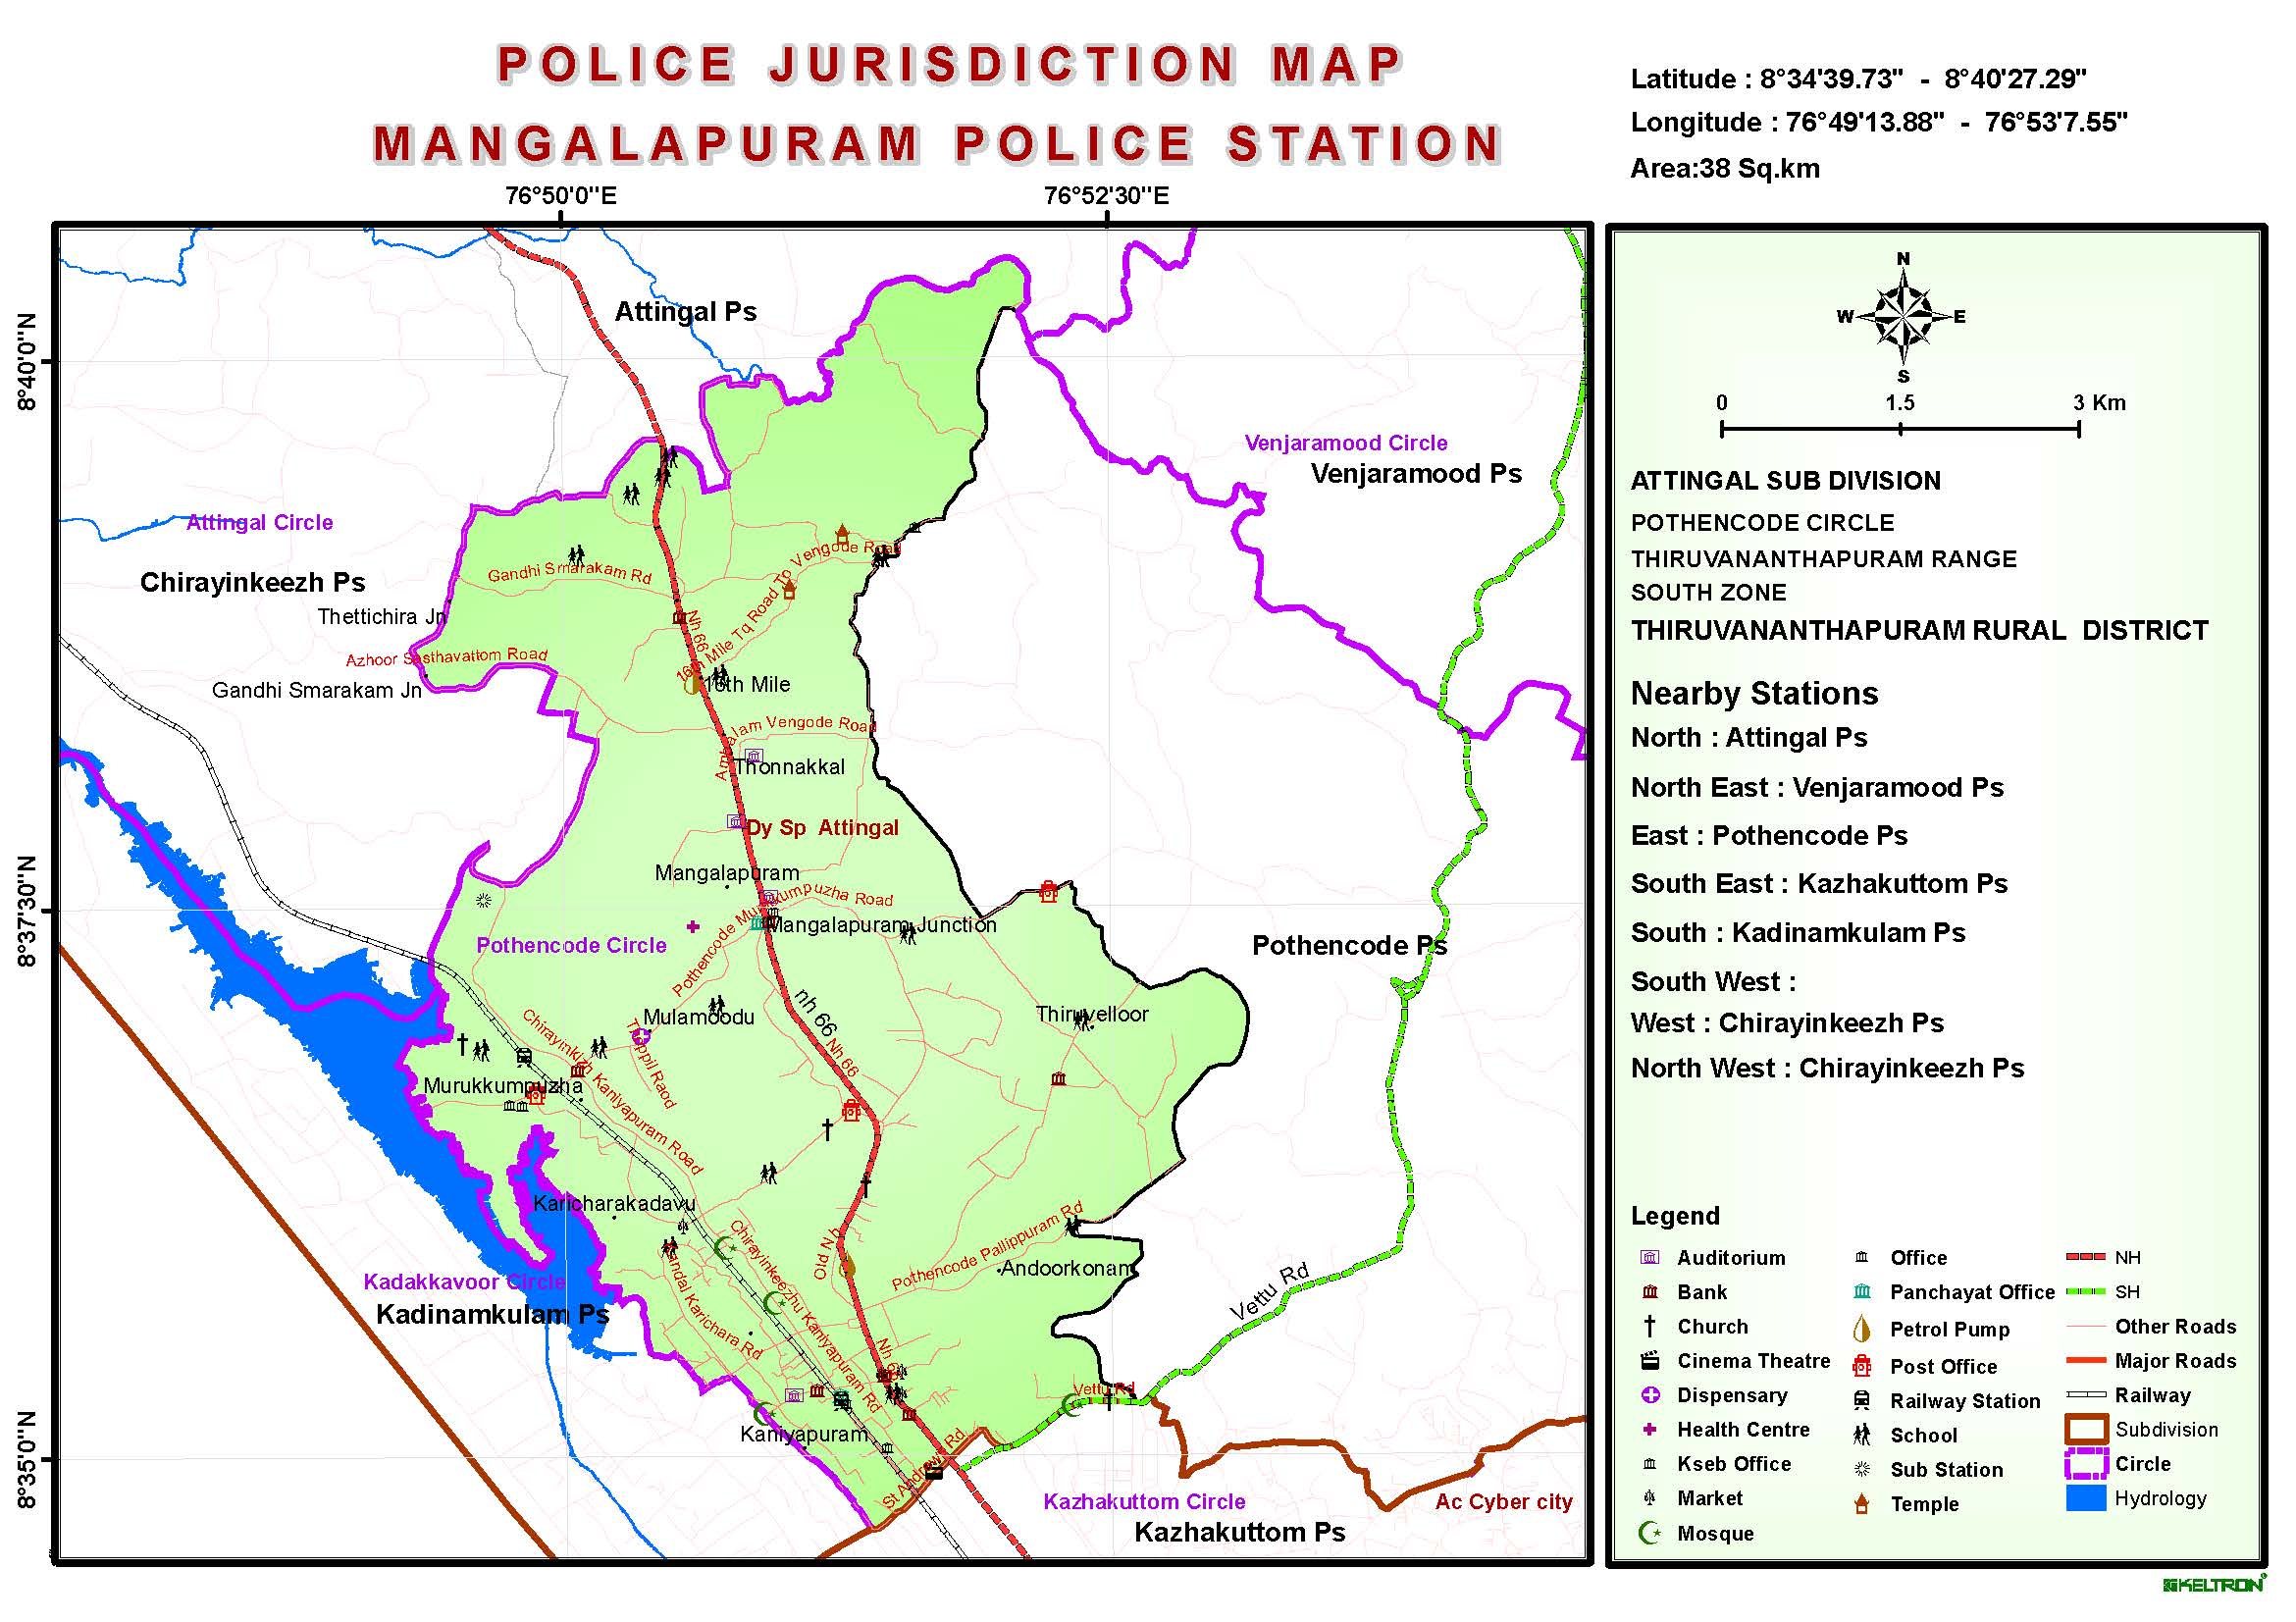 POLICE JURISDICTION MAP
MANGALAPURAM POLICE STATION
Latitude : 8°34'39.73" - 8°40'27.29"
Longitude : 76°49'13.88" - 76°53'7.55"
Area:38 Sq.km
76°50'0"E
76°52'30"E
8°40'0"N
8°37'30"N
8°35'0"N
Attingal Ps
Venjaramood Circle
Venjaramood Ps
Attingal Circle
Chirayinkeezh Ps
Gandhi Smarakam Rd
16th Mile Tq Road To Vengode Road
Thettichira Jn
Nh 66
Azhoor Sasthavattom Road
Gandhi Smarakam Jn
16th Mile
Ambalam Vengode Road
Thonnakkal
Dy Sp Attingal
Mangalapuram
Pothencode Murukkumpuzha Road
Mangalapuram Junction
Pothencode Circle
Pothencode Ps
nh 66
Nh 66
Mulamoodu
Thiruvelloor
Thoppil Raod
Chirayinkizh Kaniyapuram Road
Murukkumpuzha
Karicharakadavu
Old Nh
Pothencode Pallippuram Rd
Chirayinkeezhu Kaniyapuram Rd
Andoorkonam
Kadakkavoor Circle
Kadinamkulam Ps
Karichara Rd
Vettu Rd
Nh 66
Vettu Rd
Kaniyapuram
St Andrews Rd
Kazhakuttom Circle
Kazhakuttom Ps
Ac Cyber city
N
W
E
S
0
1.5
3 Km
ATTINGAL SUB DIVISION
POTHENCODE CIRCLE
THIRUVANANTHAPURAM RANGE
SOUTH ZONE
THIRUVANANTHAPURAM RURAL DISTRICT
Nearby Stations
North : Attingal Ps
North East : Venjaramood Ps
East : Pothencode Ps
South East : Kazhakuttom Ps
South : Kadinamkulam Ps
South West :
West : Chirayinkeezh Ps
North West : Chirayinkeezh Ps
Legend
Auditorium
Bank
Church
Cinema Theatre
Dispensary
Health Centre
Kseb Office
Market
Mosque
Office
Panchayat Office
Petrol Pump
Post Office
Railway Station
School
Sub Station
Temple
NH
SH
Other Roads
Major Roads
Railway
Subdivision
Circle
Hydrology
KELTRON